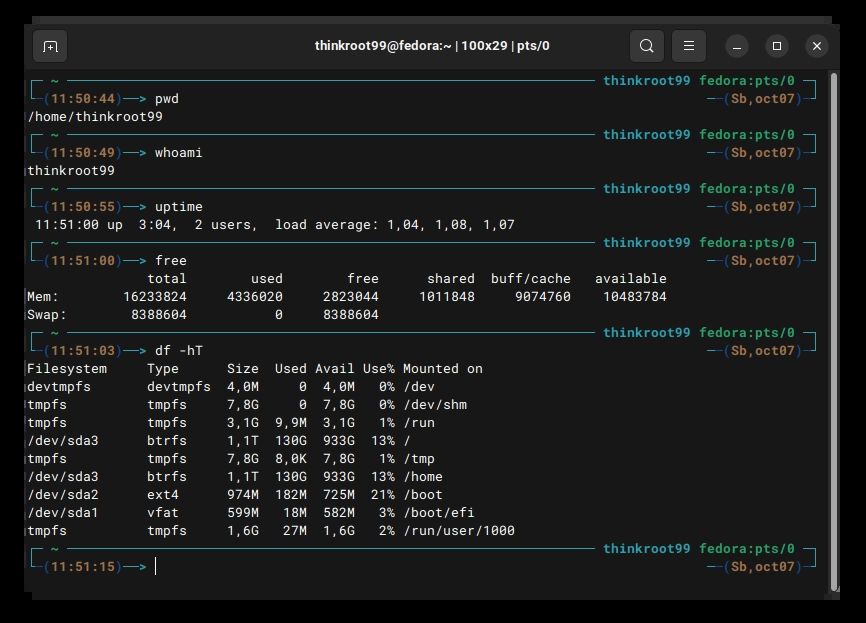 thinkroot99@fedora:~ | 100x29 | pts/0
~ thinkroot99 fedora:pts/0
(11:50:44)──> pwd ─(Sb,oct07)
/home/thinkroot99
~ thinkroot99 fedora:pts/0
(11:50:49)──> whoami ─(Sb,oct07)
thinkroot99
~ thinkroot99 fedora:pts/0
(11:50:55)──> uptime ─(Sb,oct07)
11:51:00 up  3:04,  2 users,  load average: 1,04, 1,08, 1,07
~ thinkroot99 fedora:pts/0
(11:51:00)──> free ─(Sb,oct07)
total used free shared buff/cache available
Mem: 16233824 4336020 2823044 1011848 9074760 10483784
Swap: 8388604 0 8388604
~ thinkroot99 fedora:pts/0
(11:51:03)──> df -hT ─(Sb,oct07)
Filesystem Type Size Used Avail Use% Mounted on
devtmpfs devtmpfs 4,0M 0 4,0M 0% /dev
tmpfs tmpfs 7,8G 0 7,8G 0% /dev/shm
tmpfs tmpfs 3,1G 9,9M 3,1G 1% /run
/dev/sda3 btrfs 1,1T 130G 933G 13% /
tmpfs tmpfs 7,8G 8,0K 7,8G 1% /tmp
/dev/sda3 btrfs 1,1T 130G 933G 13% /home
/dev/sda2 ext4 974M 182M 725M 21% /boot
/dev/sda1 vfat 599M 18M 582M 3% /boot/efi
tmpfs tmpfs 1,6G 27M 1,6G 2% /run/user/1000
~ thinkroot99 fedora:pts/0
(11:51:15)──> ─(Sb,oct07)